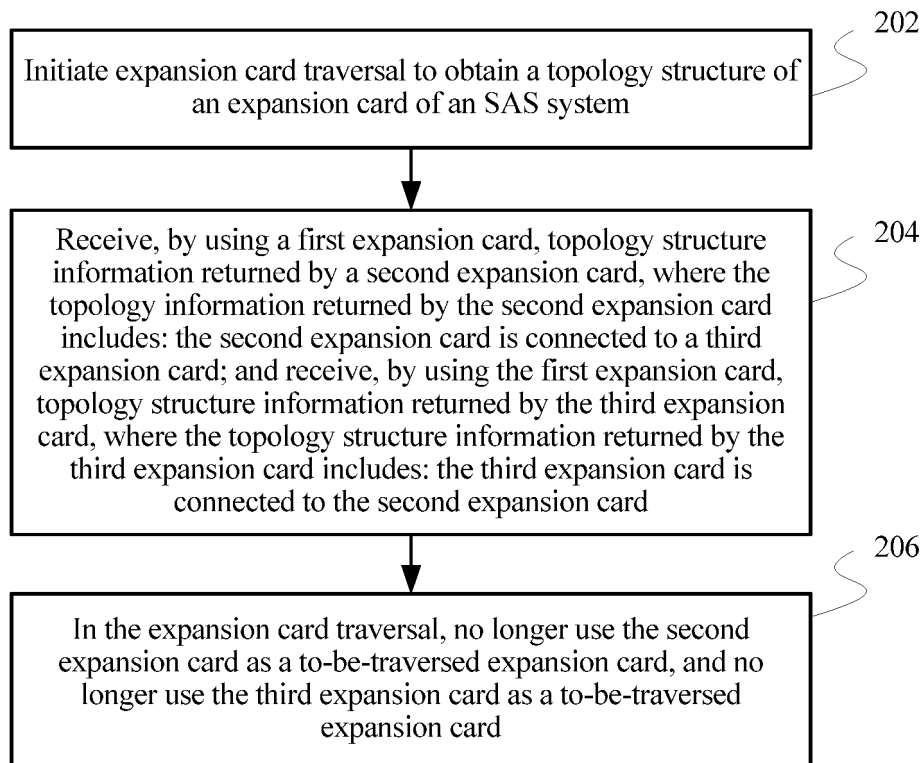 202
Initiate expansion card traversal to obtain a topology structure of
an expansion card of an SAS system
204
Receive, by using a first expansion card, topology structure
information returned by a second expansion card, where the
topology information returned by the second expansion card
includes: the second expansion card is connected to a third
expansion card; and receive, by using the first expansion card,
topology structure information returned by the third expansion
card, where the topology structure information returned by the
third expansion card includes: the third expansion card is
connected to the second expansion card
206
In the expansion card traversal, no longer use the second
expansion card as a to-be-traversed expansion card, and no
longer use the third expansion card as a to-be-traversed
expansion card